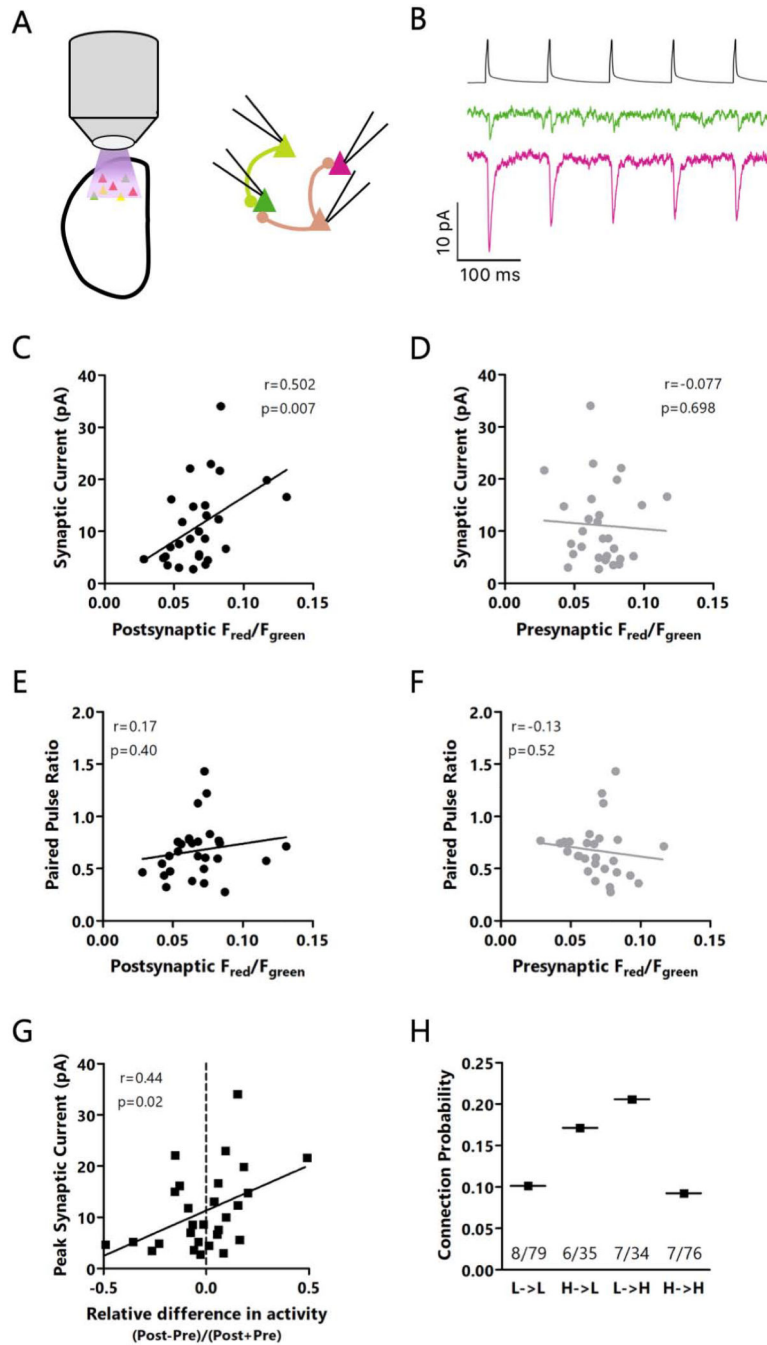 A
B
10 pA
100 ms
C
40
30
20
10
0
Synaptic Current (pA)
r=0.502
p=0.007
0.00
0.05
0.10
0.15
Postsynaptic Fred/Fgreen
D
40
30
20
10
0
Synaptic Current (pA)
r=-0.077
p=0.698
0.00
0.05
0.10
0.15
Presynaptic Fred/Fgreen
E
2.0
1.5
1.0
0.5
0.0
Paired Pulse Ratio
r=0.17
p=0.40
0.00
0.05
0.10
0.15
Postsynaptic Fred/Fgreen
F
2.0
1.5
1.0
0.5
0.0
Paired Pulse Ratio
r=-0.13
p=0.52
0.00
0.05
0.10
0.15
Presynaptic Fred/Fgreen
G
40
30
20
10
0
Peak Synaptic Current (pA)
r=0.44
p=0.02
-0.5
0.0
0.5
Relative difference in activity
(Post-Pre)/(Post+Pre)
H
0.25
0.20
0.15
0.10
0.05
0.00
Connection Probability
8/79 6/35 7/34 7/76
L->L H->L L->H H->H